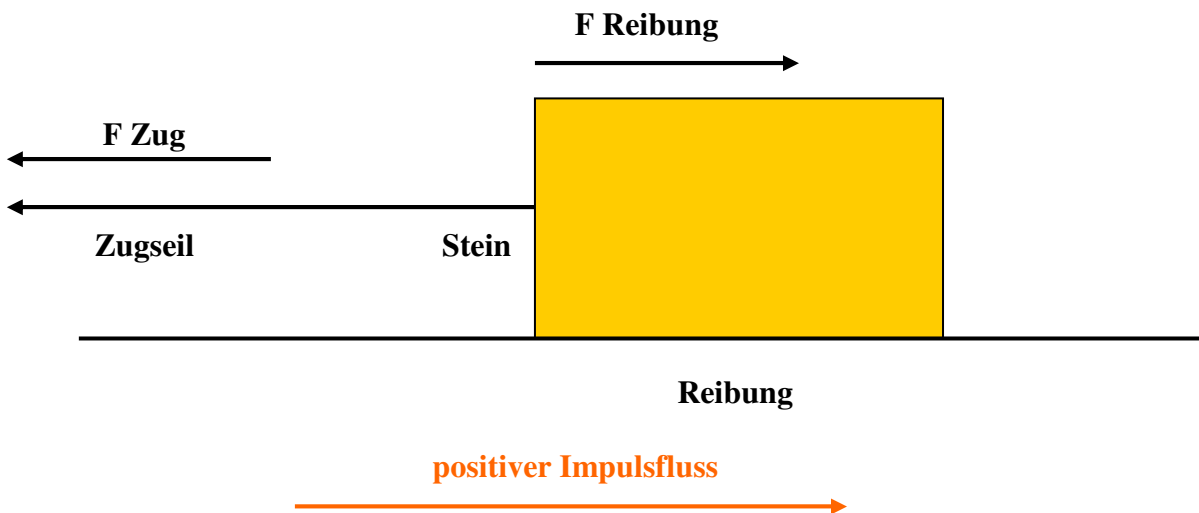 F Reibung
F Zug
Zugseil
Stein
Reibung
positiver Impulsfluss